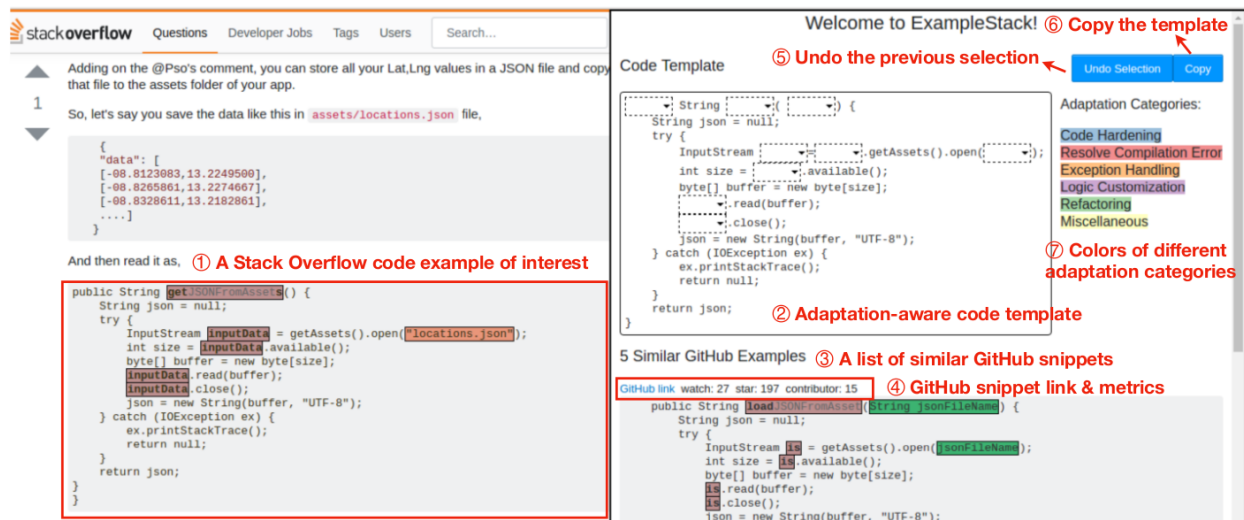 stackoverflow Questions Developer Jobs Tags Users Search...
1
Adding on the @Pso's comment, you can store all your Lat,Lng values in a JSON file and copy
that file to the assets folder of your app.
So, let's say you save the data like this in assets/locations.json file,
{
"data": [
[-08.8123083,13.2249500],
[-08.8265861,13.2274667],
[-08.8328611,13.2182861],
....]
}
And then read it as,
① A Stack Overflow code example of interest
public String getJSONFromAssets() {
String json = null;
try {
InputStream inputData = getAssets().open("locations.json");
int size = inputData.available();
byte[] buffer = new byte[size];
inputData.read(buffer);
inputData.close();
json = new String(buffer, "UTF-8");
} catch (IOException ex) {
ex.printStackTrace();
return null;
}
return json;
}
}
Welcome to ExampleStack!
⑥ Copy the template
Code Template
⑤ Undo the previous selection
Undo Selection
Copy
String ( ) {
String json = null;
try {
InputStream = .getAssets().open( );
int size = .available();
byte[] buffer = new byte[size];
.read(buffer);
.close();
json = new String(buffer, "UTF-8");
} catch (IOException ex) {
ex.printStackTrace();
return null;
}
return json;
}
② Adaptation-aware code template
Adaptation Categories:
Code Hardening
Resolve Compilation Error
Exception Handling
Logic Customization
Refactoring
Miscellaneous
⑦ Colors of different
adaptation categories
5 Similar GitHub Examples
③ A list of similar GitHub snippets
GitHub link watch: 27 star: 197 contributor: 15
④ GitHub snippet link & metrics
public String loadJSONFromAsset(String jsonFileName) {
String json = null;
try {
InputStream is = getAssets().open(jsonFileName);
int size = is.available();
byte[] buffer = new byte[size];
is.read(buffer);
is.close();
json = new String(buffer, "UTF-8");